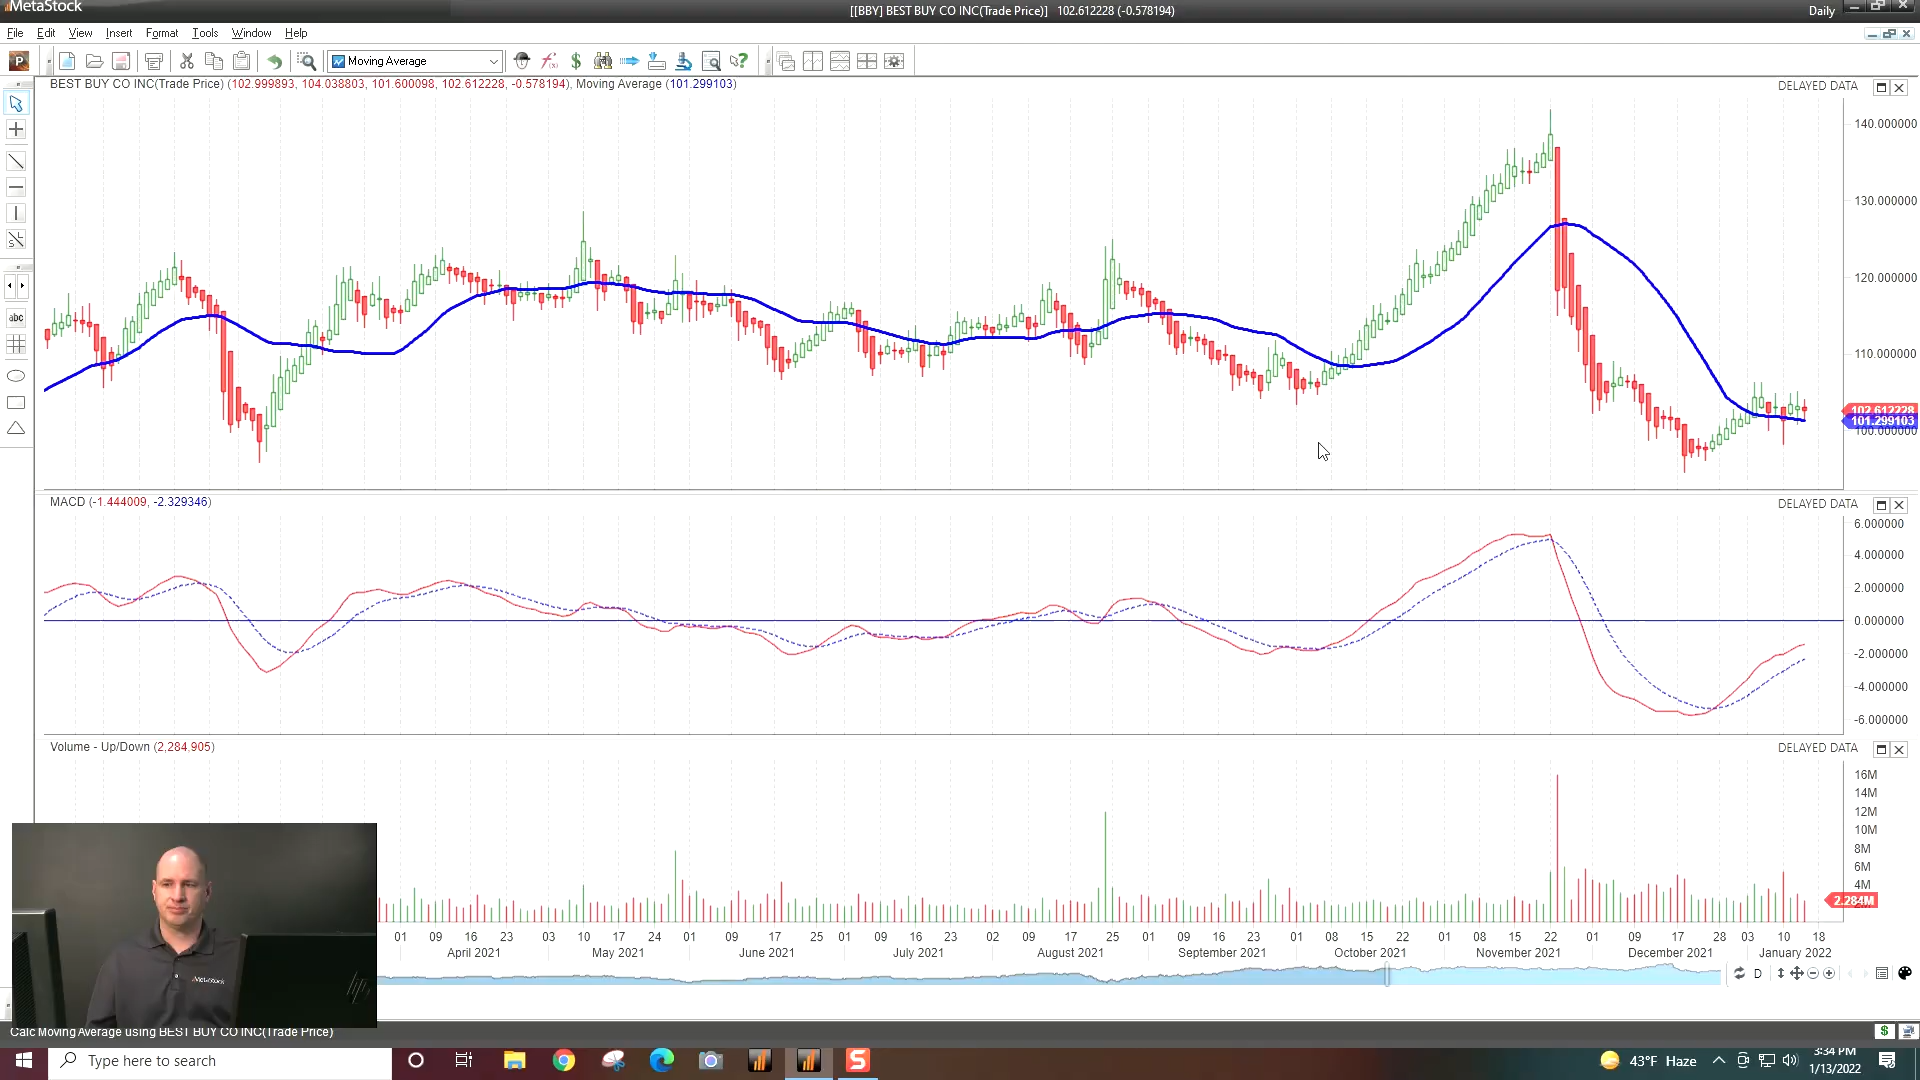 MetaStock
[[BBY] BEST BUY CO INC(Trade Price)] 102.612228 (-0.578194)
Daily
File Edit View Insert Format Tools Window Help
P
Moving Average
BEST BUY CO INC(Trade Price) (102.999893, 104.038803, 101.600098, 102.612228, -0.578194), Moving Average (101.299103)
DELAYED DATA
140.000000
130.000000
120.000000
110.000000
102.612228
101.299103
100.000000
abc
MACD (-1.444009, -2.329346)
DELAYED DATA
6.000000
4.000000
2.000000
0.000000
-2.000000
-4.000000
-6.000000
Volume - Up/Down (2,284,905)
DELAYED DATA
16M
14M
12M
10M
8M
6M
4M
2.284M
01 09 16 23 03 10 17 24 01 09 17 25 01 09 16 23 02 09 17 25 01 09 16 23 01 08 15 22 01 08 15 22 01 09 17 28 03 10 18
April 2021 May 2021 June 2021 July 2021 August 2021 September 2021 October 2021 November 2021 December 2021 January 2022
D
MetaStock
Calc Moving Average using BEST BUY CO INC(Trade Price)
Type here to search
S
43°F Haze
3:34 PM
1/13/2022